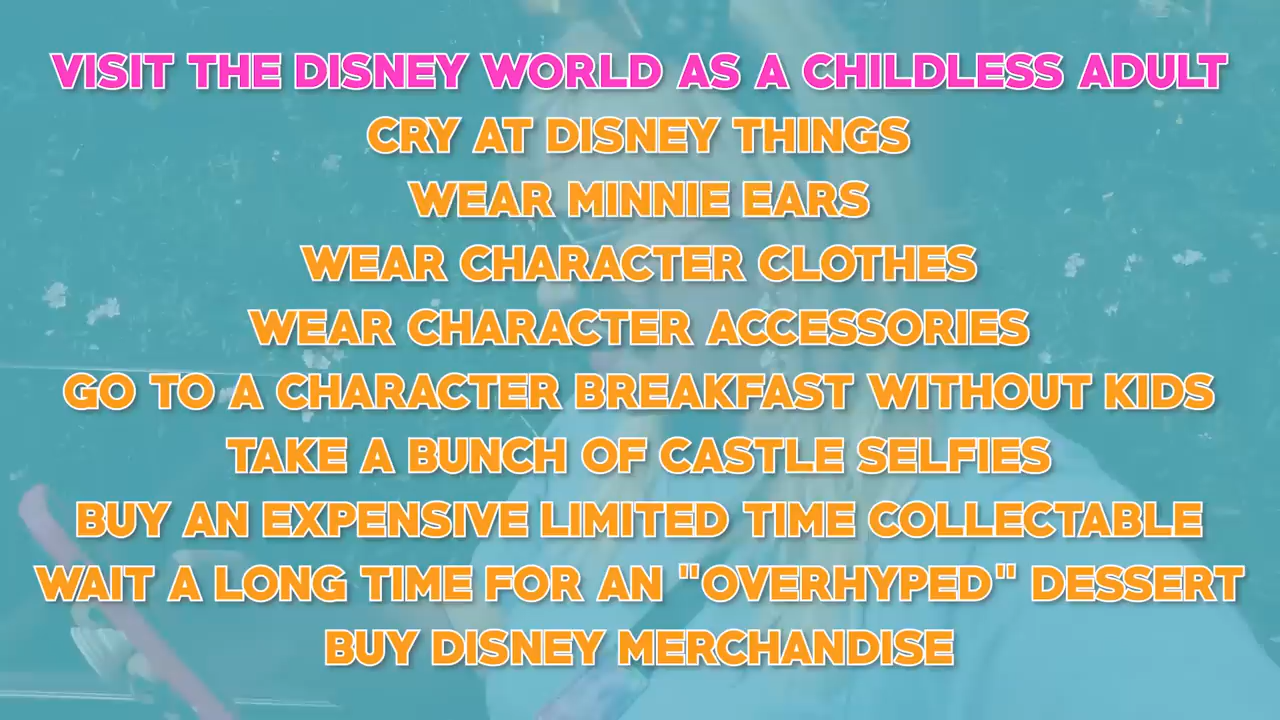 VISIT THE DISNEY WORLD AS A CHILDLESS ADULT
CRY AT DISNEY THINGS
WEAR MINNIE EARS
WEAR CHARACTER CLOTHES
WEAR CHARACTER ACCESSORIES
GO TO A CHARACTER BREAKFAST WITHOUT KIDS
TAKE A BUNCH OF CASTLE SELFIES
BUY AN EXPENSIVE LIMITED TIME COLLECTABLE
WAIT A LONG TIME FOR AN "OVERHYPED" DESSERT
BUY DISNEY MERCHANDISE